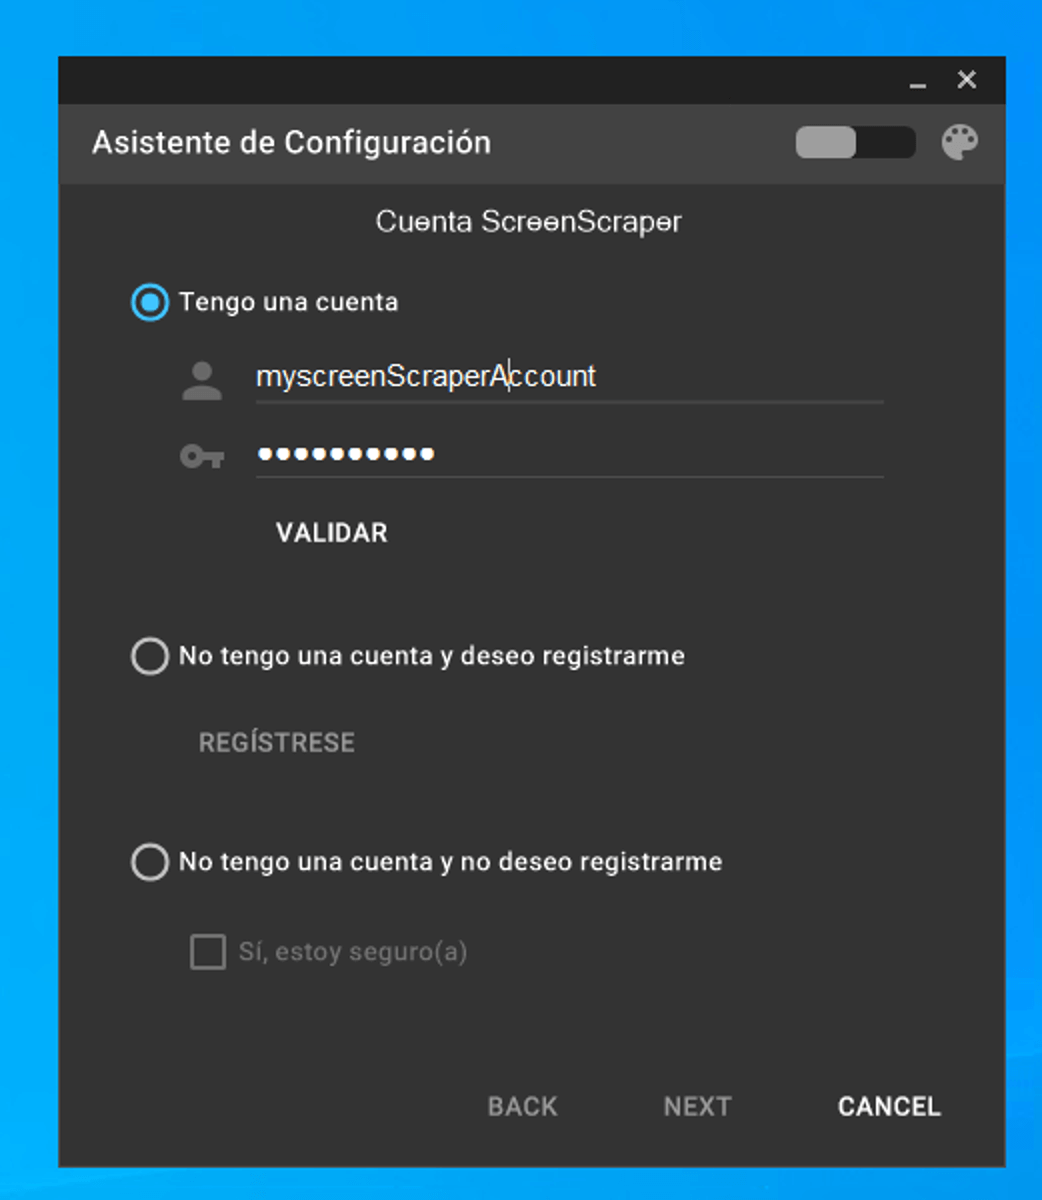 Asistente de Configuración
Cuenta ScreenScraper
Tengo una cuenta
myscreenScraperAccount
••••••••••
VALIDAR
No tengo una cuenta y deseo registrarme
REGÍSTRESE
No tengo una cuenta y no deseo registrarme
Sí, estoy seguro(a)
BACK NEXT CANCEL